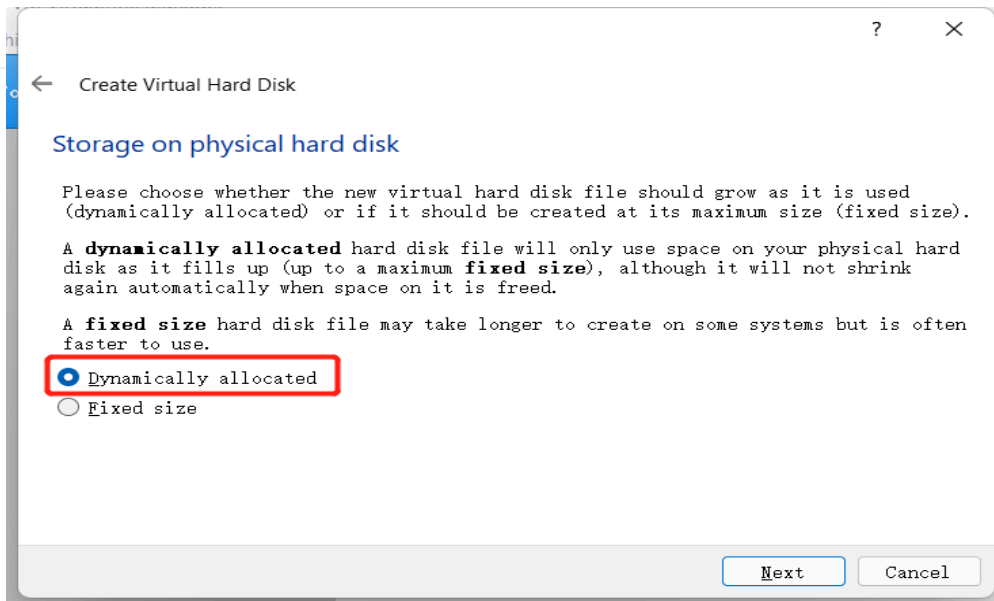 ?
Create Virtual Hard Disk
Storage on physical hard disk
Please choose whether the new virtual hard disk file should grow as it is used
(dynamically allocated) or if it should be created at its maximum size (fixed size).
A dynamically allocated hard disk file will only use space on your physical hard
disk as it fills up (up to a maximum fixed size), although it will not shrink
again automatically when space on it is freed.
A fixed size hard disk file may take longer to create on some systems but is often
faster to use.
Dynamically allocated
Fixed size
Next Cancel